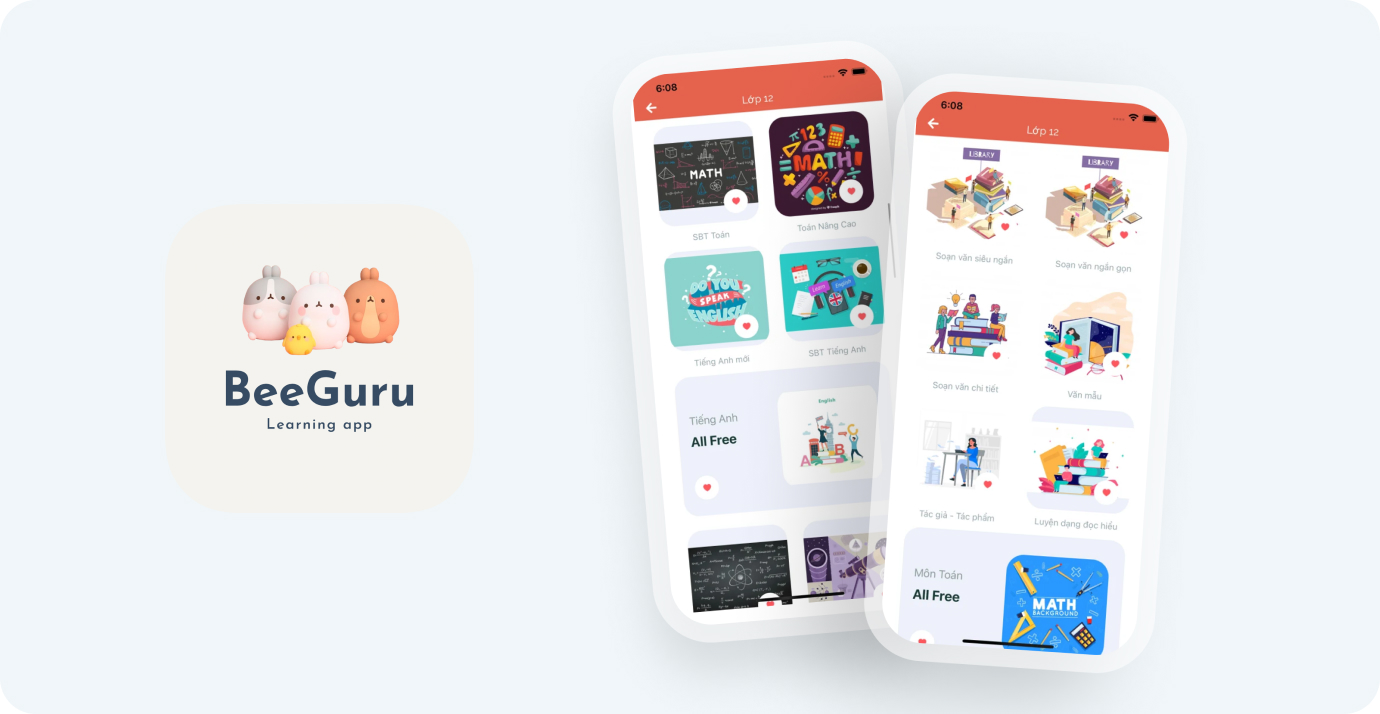 BeeGuru
Learning app
6:08
Lớp 12
MATH
MATH!
123
SBT Toán
Toán Nâng Cao
DO YOU
SPEAK
ENGLISH
Learn
English
Tiếng Anh mới
SBT Tiếng Anh
Tiếng Anh
All Free
English
A
B
C
6:08
Lớp 12
LIBRARY
LIBRARY
Soạn văn siêu ngắn
Soạn văn ngắn gọn
Soạn văn chi tiết
Văn mẫu
Tác giả - Tác phẩm
Luyện dạng đọc hiểu
Môn Toán
All Free
MATH
BACKGROUND